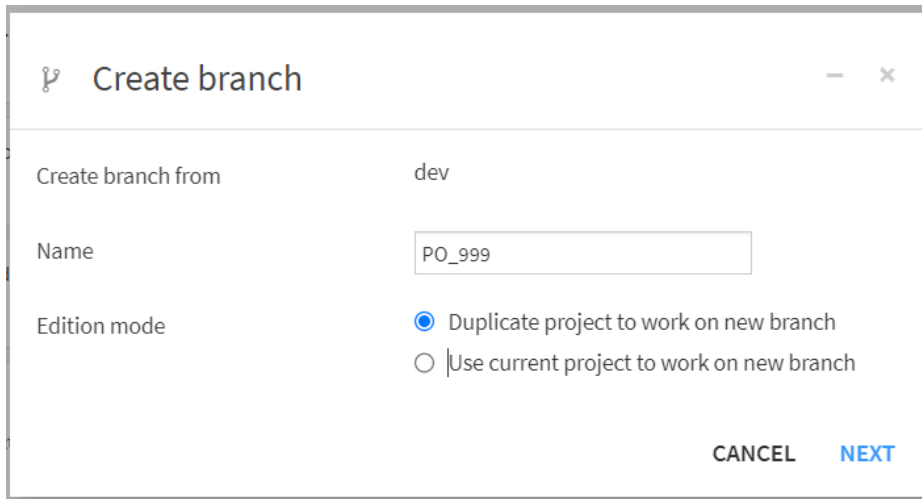 Create branch
Create branch from dev
Name PO_999
Edition mode Duplicate project to work on new branch
Use current project to work on new branch
CANCEL NEXT